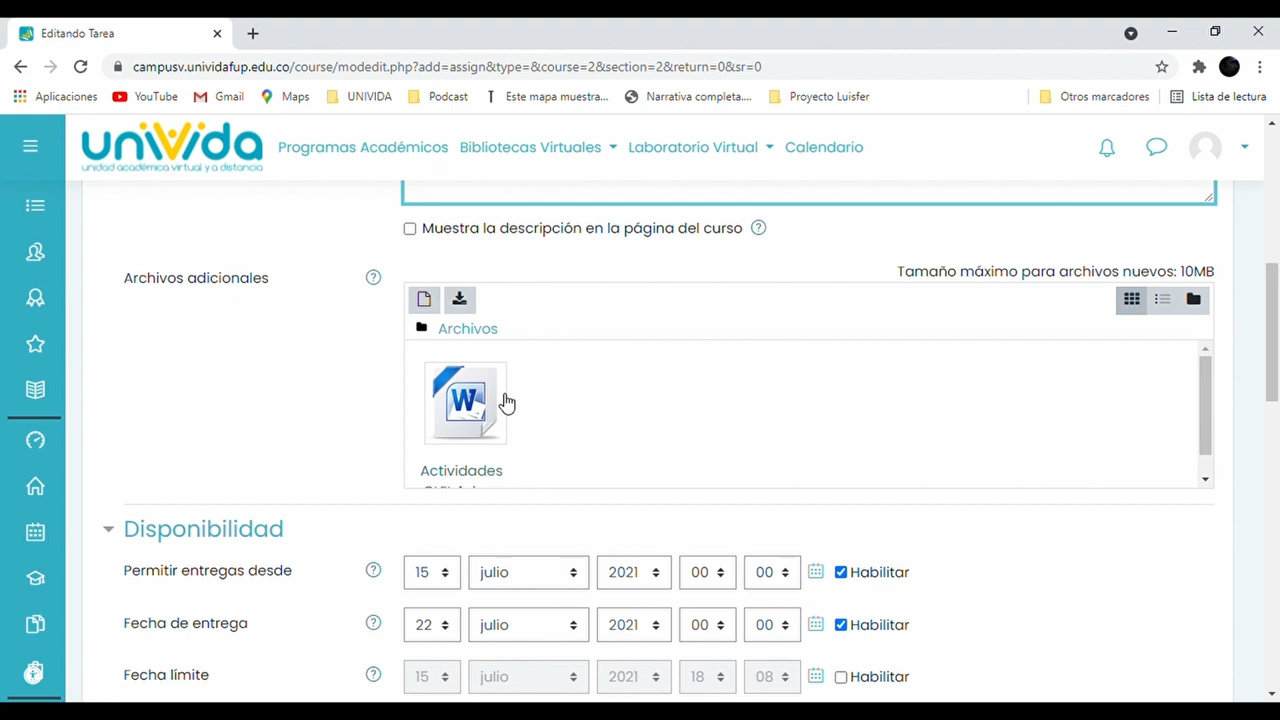 Editando Tarea
campusv.unividafup.edu.co/course/modedit.php?add=assign&type=&course=2&section=2&return=0&sr=0
Aplicaciones YouTube Gmail Maps UNIVIDA Podcast Este mapa muestra... Narrativa completa.... Proyecto Luisfer Otros marcadores Lista de lectura
uniVida
unidad académica virtual y a distancia
Programas Académicos Bibliotecas Virtuales Laboratorio Virtual Calendario
Muestra la descripción en la página del curso
Archivos adicionales
Tamaño máximo para archivos nuevos: 10MB
Archivos
W
Actividades
Disponibilidad
Permitir entregas desde 15 julio 2021 00 00 Habilitar
Fecha de entrega 22 julio 2021 00 00 Habilitar
Fecha límite 15 julio 2021 18 08 Habilitar